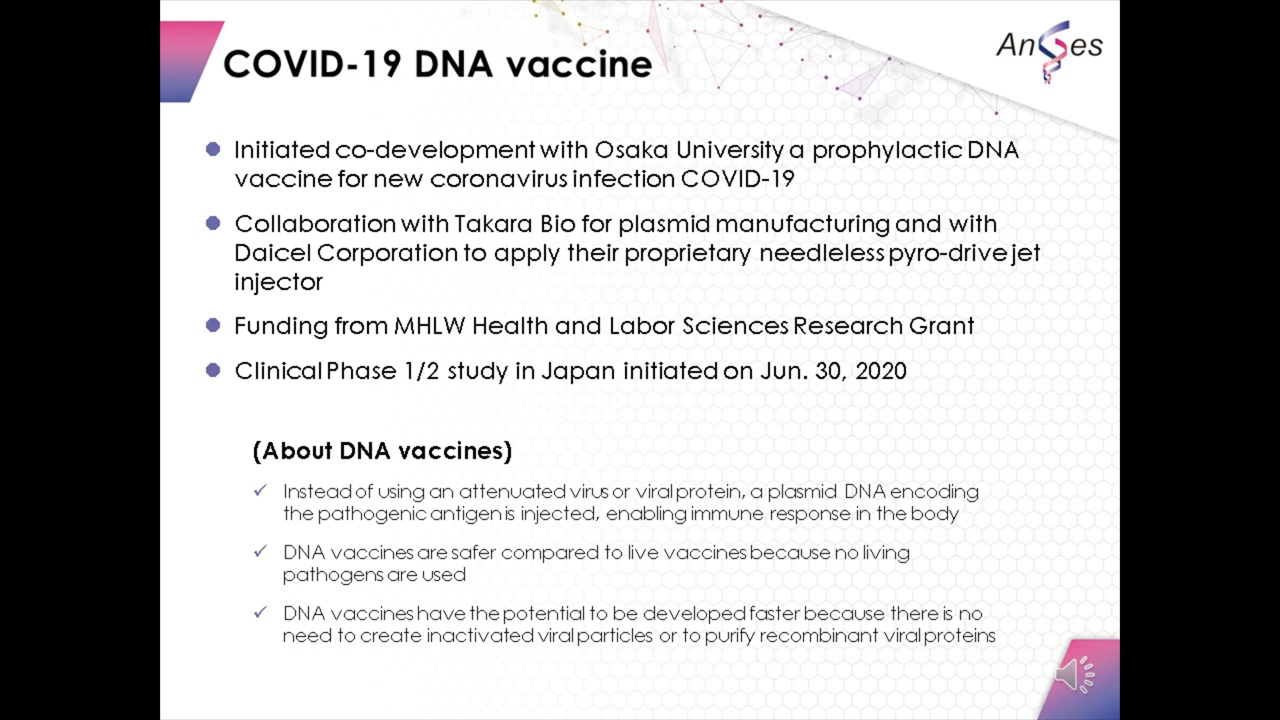 COVID-19 DNA vaccine
AnGes
Initiated co-development with Osaka University a prophylactic DNA
vaccine for new coronavirus infection COVID-19
Collaboration with Takara Bio for plasmid manufacturing and with
Daicel Corporation to apply their proprietary needleless pyro-drive jet
injector
Funding from MHLW Health and Labor Sciences Research Grant
Clinical Phase 1/2 study in Japan initiated on Jun. 30, 2020
(About DNA vaccines)
Instead of using an attenuated virus or viral protein, a plasmid DNA encoding
the pathogenic antigen is injected, enabling immune response in the body
DNA vaccines are safer compared to live vaccines because no living
pathogens are used
DNA vaccines have the potential to be developed faster because there is no
need to create inactivated viral particles or to purify recombinant viral proteins